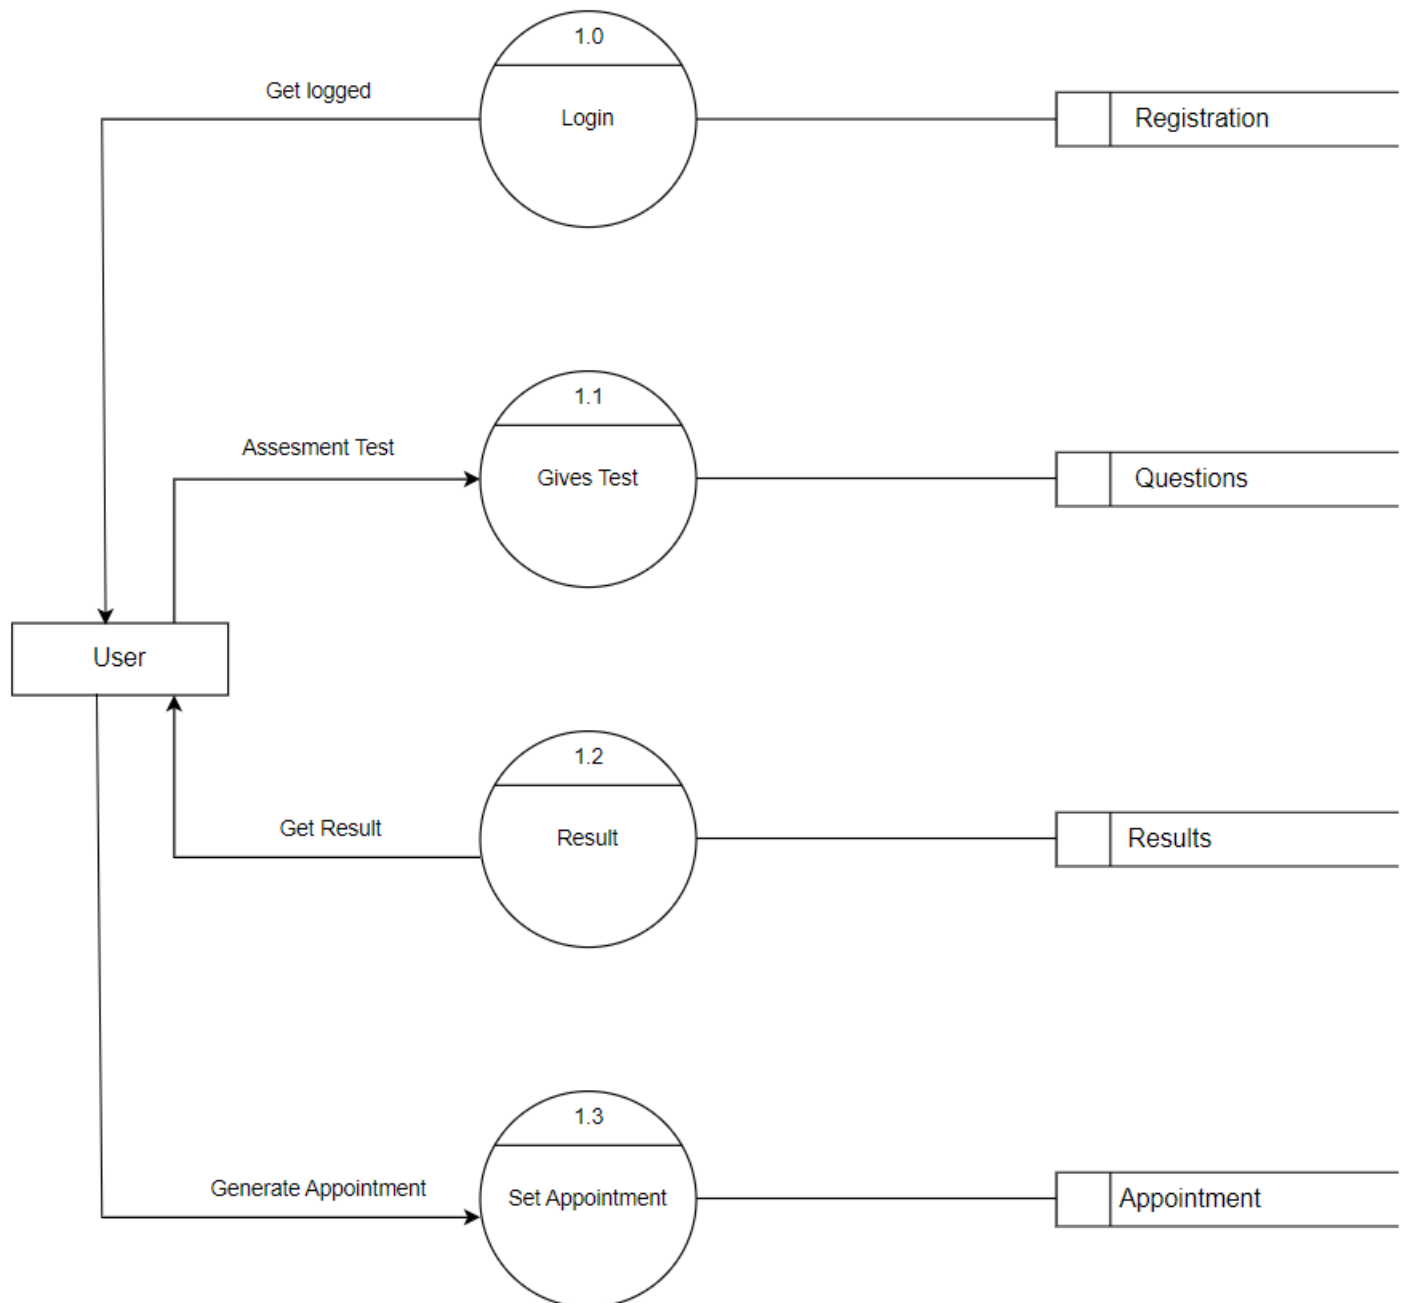 1.0
Get logged
Login
Registration
1.1
Assesment Test
Gives Test
Questions
User
1.2
Get Result
Result
Results
1.3
Generate Appointment
Set Appointment
Appointment